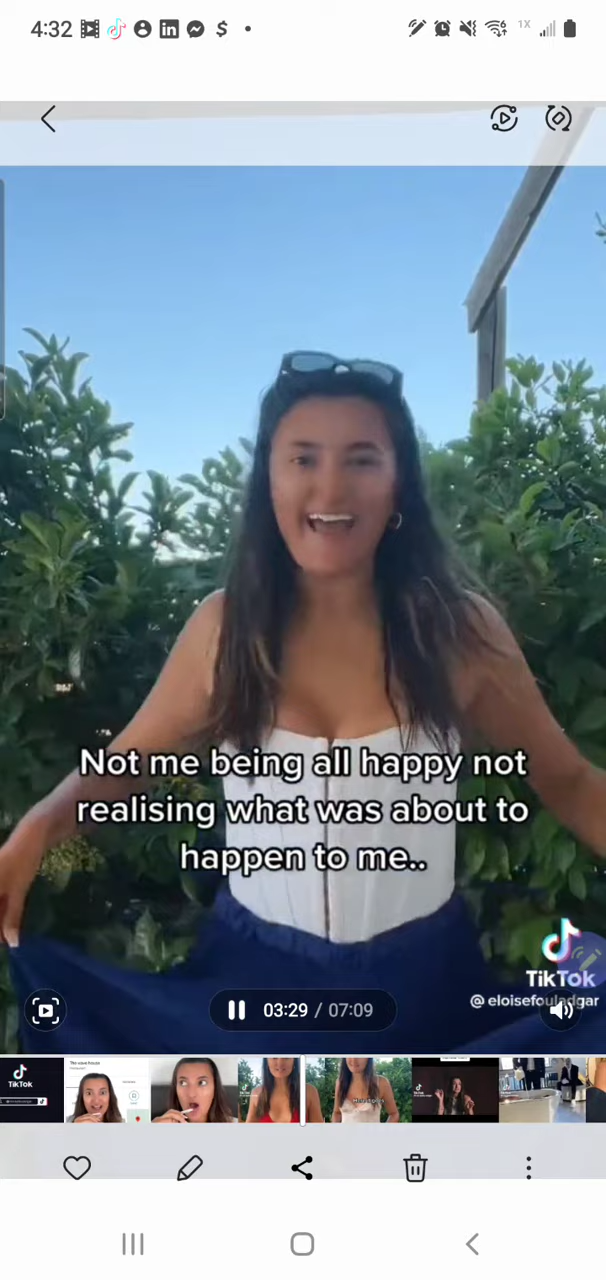 4:32
1X
Not me being all happy not
realising what was about to
happen to me..
TikTok
@ eloisefouladgar
03:29 / 07:09
TikTok